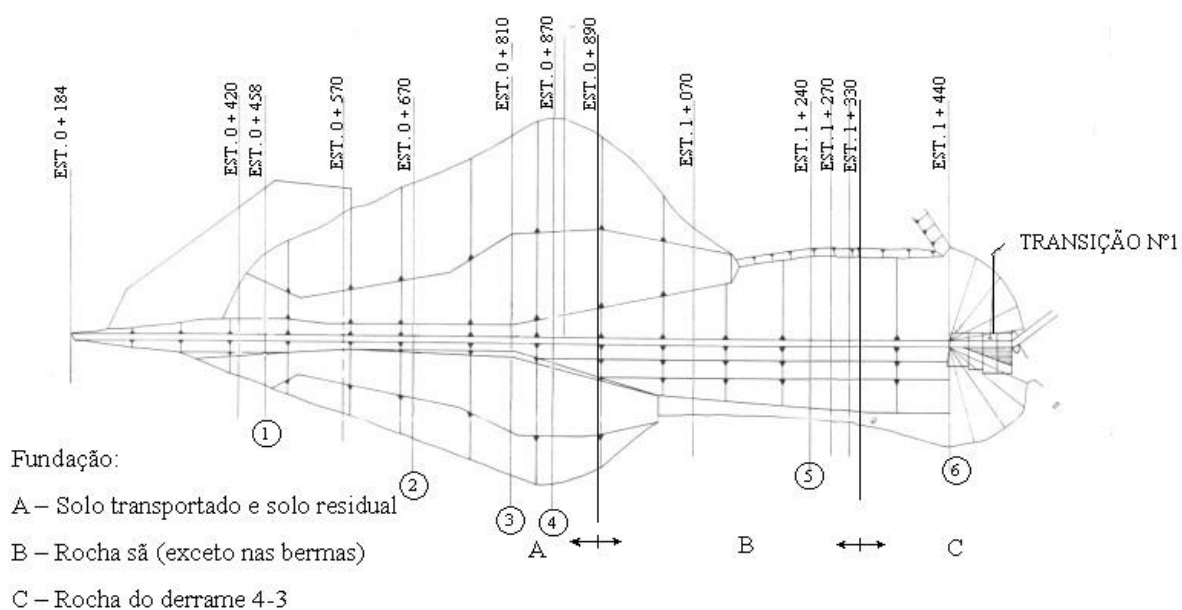 EST. 0 + 184
EST. 0 + 420
EST. 0 + 458
EST. 0 + 570
EST. 0 + 670
EST. 0 + 810
EST. 0 + 870
EST. 0 + 890
EST. 1 + 070
EST. 1 + 240
EST. 1 + 270
EST. 1 + 330
EST. 1 + 440
TRANSIÇÃO Nº1
1
2
3
4
5
6
A
B
C
Fundação:
A – Solo transportado e solo residual
B – Rocha sã (exceto nas bermas)
C – Rocha do derrame 4-3